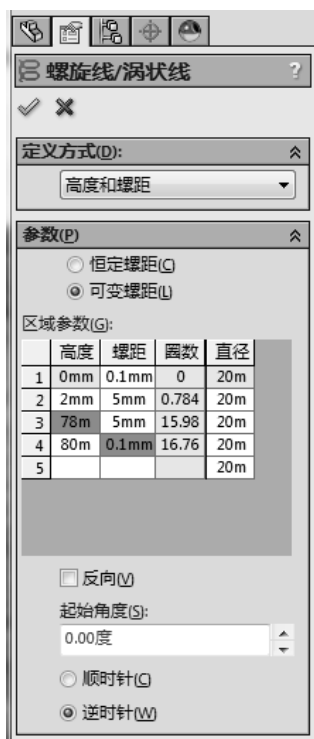 螺旋线/涡状线 ?
定义方式(D):
高度和螺距
参数(P)
恒定螺距(C)
可变螺距(L)
区域参数(G):
高度 螺距 圈数 直径
1 0mm 0.1mm 0 20m
2 2mm 5mm 0.784 20m
3 78m 5mm 15.98 20m
4 80m 0.1mm 16.76 20m
5 20m
反向(V)
起始角度(S):
0.00度
顺时针(C)
逆时针(W)